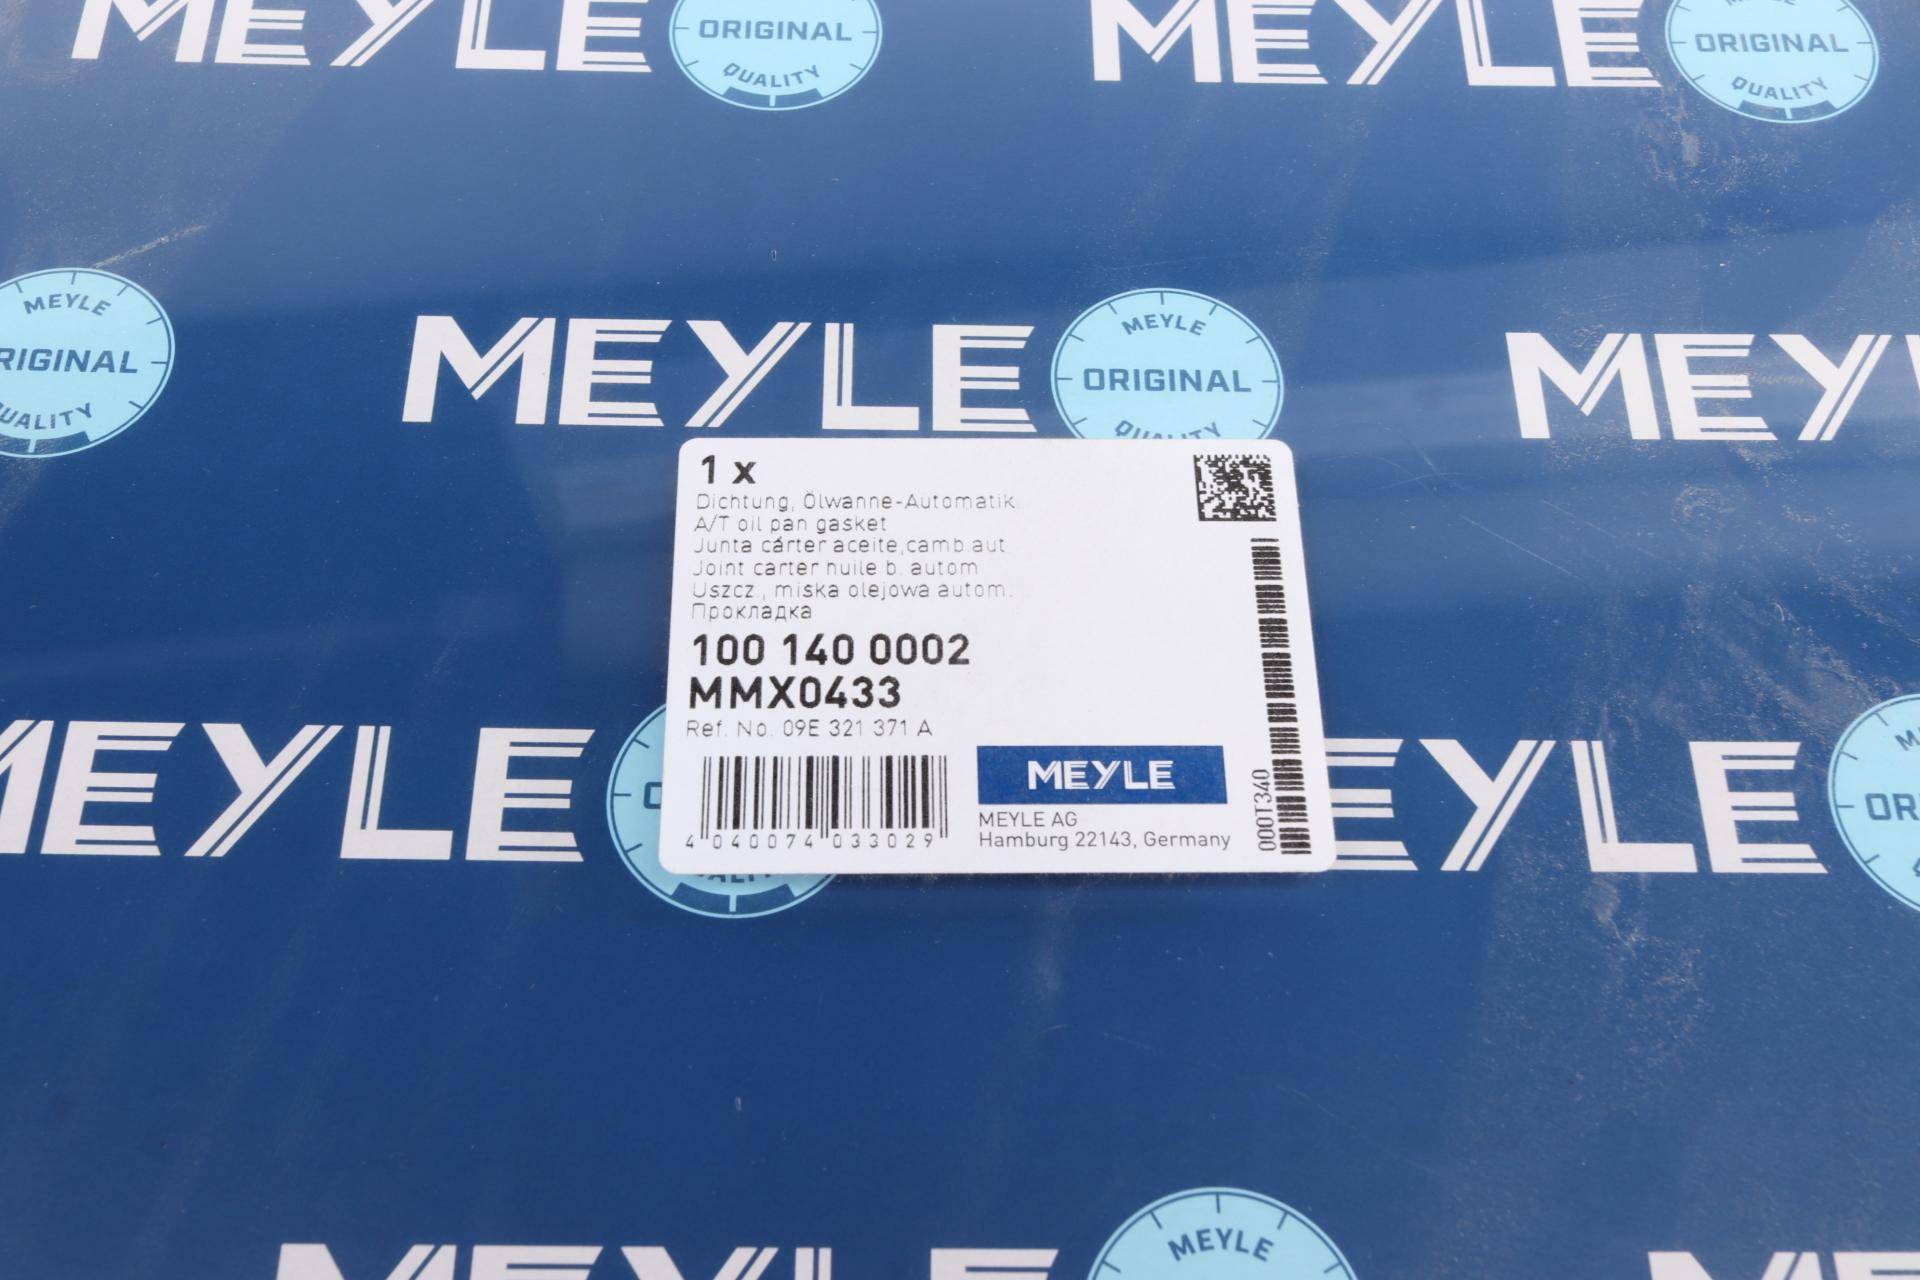 MEYLE ORIGINAL QUALITY
MEYLE ORIGINAL QUALITY
MEYLE ORIGINAL QUALITY
MEYLE MEYLE ORIGINAL QUALITY
MEYLE
1 x
Dichtung, Ölwanne-Automatik
A/T oil pan gasket
Junta cárter aceite,camb.aut
Joint carter huile b. autom
Uszcz., miska olejowa autom.
Прокладка
100 140 0002
MMX0433
Ref. No. 09E 321 371 A
4 040074 033029
MEYLE
MEYLE AG
Hamburg 22143, Germany
000T340
MEYLE
MEYLE
MEYLE MEYLE